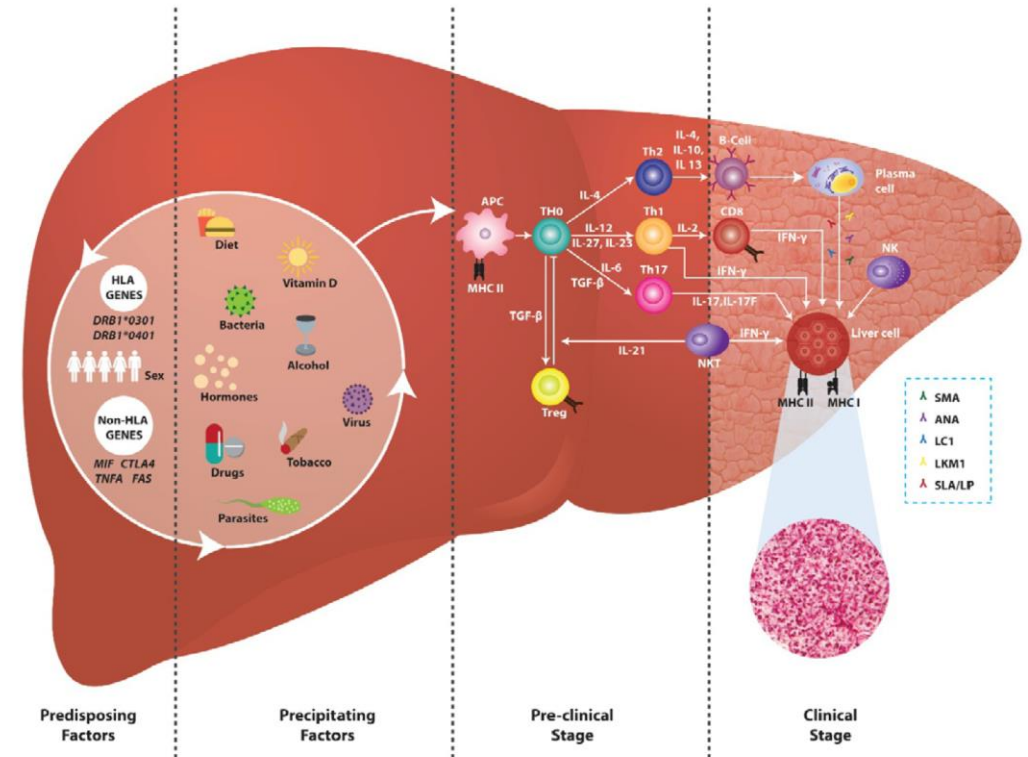 HLA
GENES
DRB1*0301
DRB1*0401
Sex
Non-HLA
GENES
MIF CTLA4
TNFA FAS
Diet
Vitamin D
Bacteria
Alcohol
Hormones
Virus
Drugs
Tobacco
Parasites
APC
MHC II
TH0
IL-4
IL-12
IL-27, IL-23
IL-6
TGF-β
TGF-β
Treg
Th2
Th1
Th17
IL-21
NKT
IL-4,
IL-10,
IL 13
B-Cell
Plasma
cell
IL-2
CD8
IFN-γ
IFN-γ
IL-17,IL-17F
IFN-γ
NK
Liver cell
MHC II
MHC I
SMA
ANA
LC1
LKM1
SLA/LP
Predisposing
Factors
Precipitating
Factors
Pre-clinical
Stage
Clinical
Stage